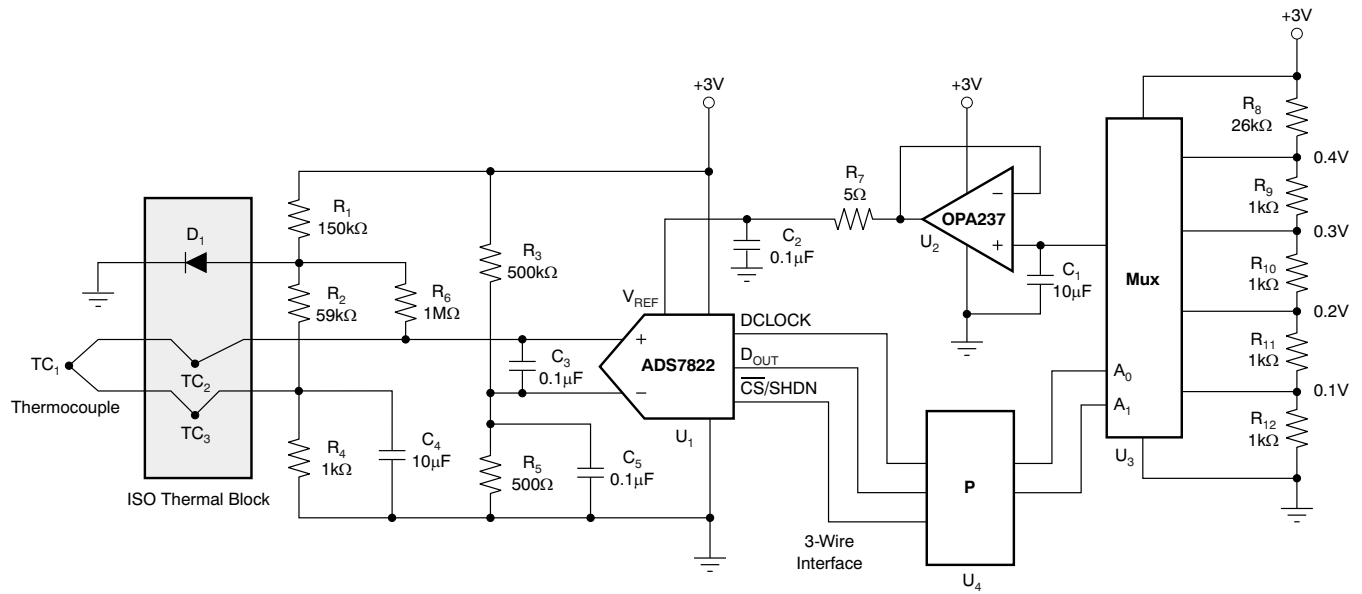 +3V
R8
26kΩ
0.4V
R9
1kΩ
0.3V
R10
1kΩ
0.2V
R11
1kΩ
0.1V
R12
1kΩ
+3V
+3V
R7
5Ω
OPA237
U2
C1
10µF
C2
0.1µF
Mux
A0
A1
U3
D1
R1
150kΩ
R2
59kΩ
R6
1MΩ
R3
500kΩ
VREF
C3
0.1µF
ADS7822
U1
DCLOCK
DOUT
CS/SHDN
TC1
Thermocouple
TC2
TC3
ISO Thermal Block
R4
1kΩ
C4
10µF
R5
500Ω
C5
0.1µF
3-Wire
Interface
P
U4
+
−
−
+